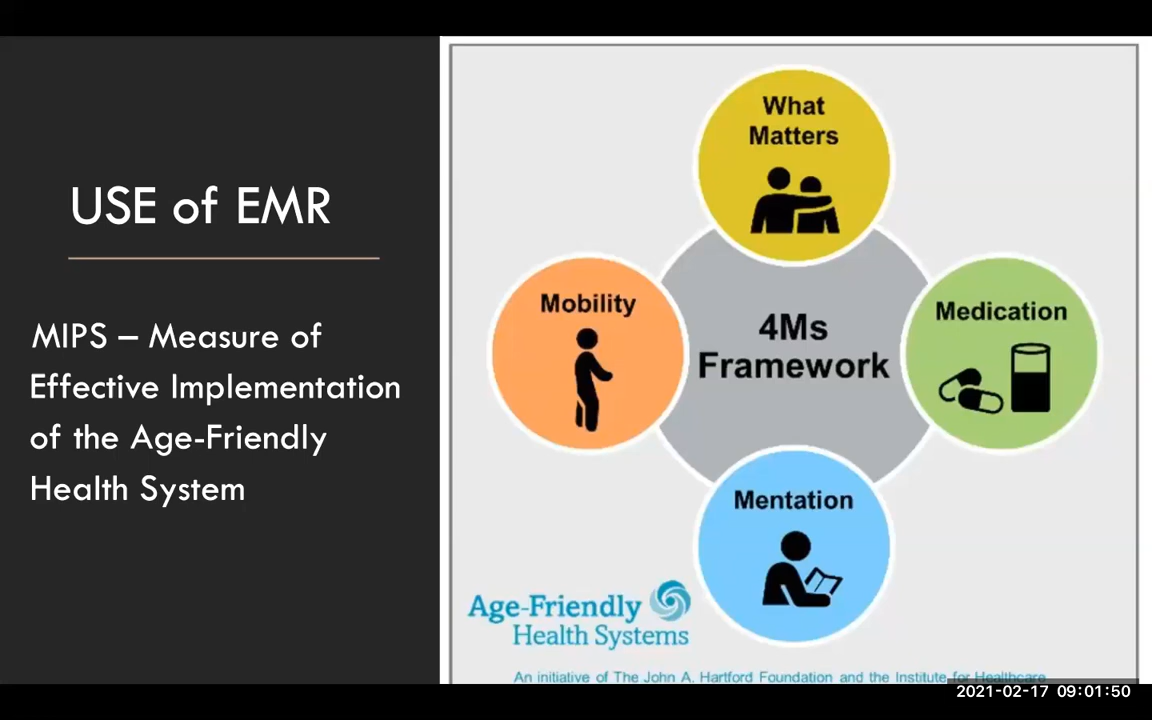 USE of EMR
MIPS – Measure of
Effective Implementation
of the Age-Friendly
Health System
What
Matters
Mobility
4Ms
Framework
Medication
Mentation
Age-Friendly
Health Systems
An initiative of The John A. Hartford Foundation and the Institute for Healthcare
2021-02-17 09:01:50